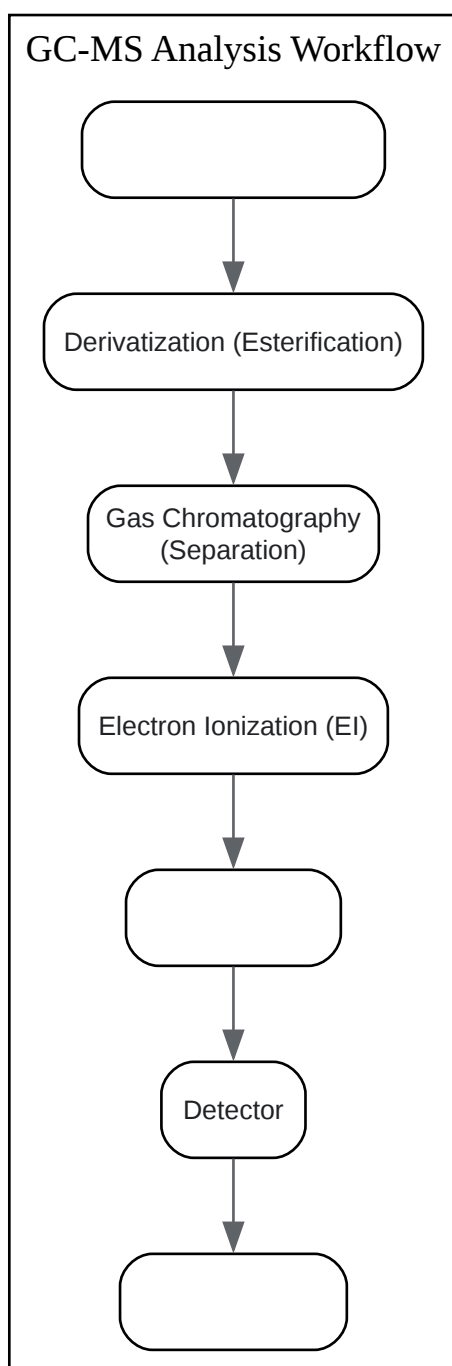 GC-MS Analysis Workflow
Derivatization (Esterification)
Gas Chromatography
(Separation)
Electron Ionization (EI)
Detector